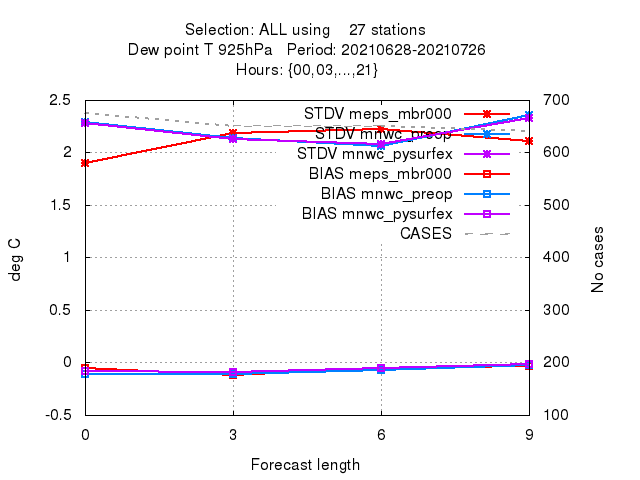 Selection: ALL using    27 stations
Dew point T 925hPa   Period: 20210628-20210726
Hours: {00,03,...,21}
2.5
2
1.5
1
0.5
0
-0.5
deg C
STDV meps_mbr000
STDV mnwc_preop
STDV mnwc_pysurfex
BIAS meps_mbr000
BIAS mnwc_preop
BIAS mnwc_pysurfex
CASES
700
600
500
400
300
200
100
No cases
0 3 6 9
Forecast length